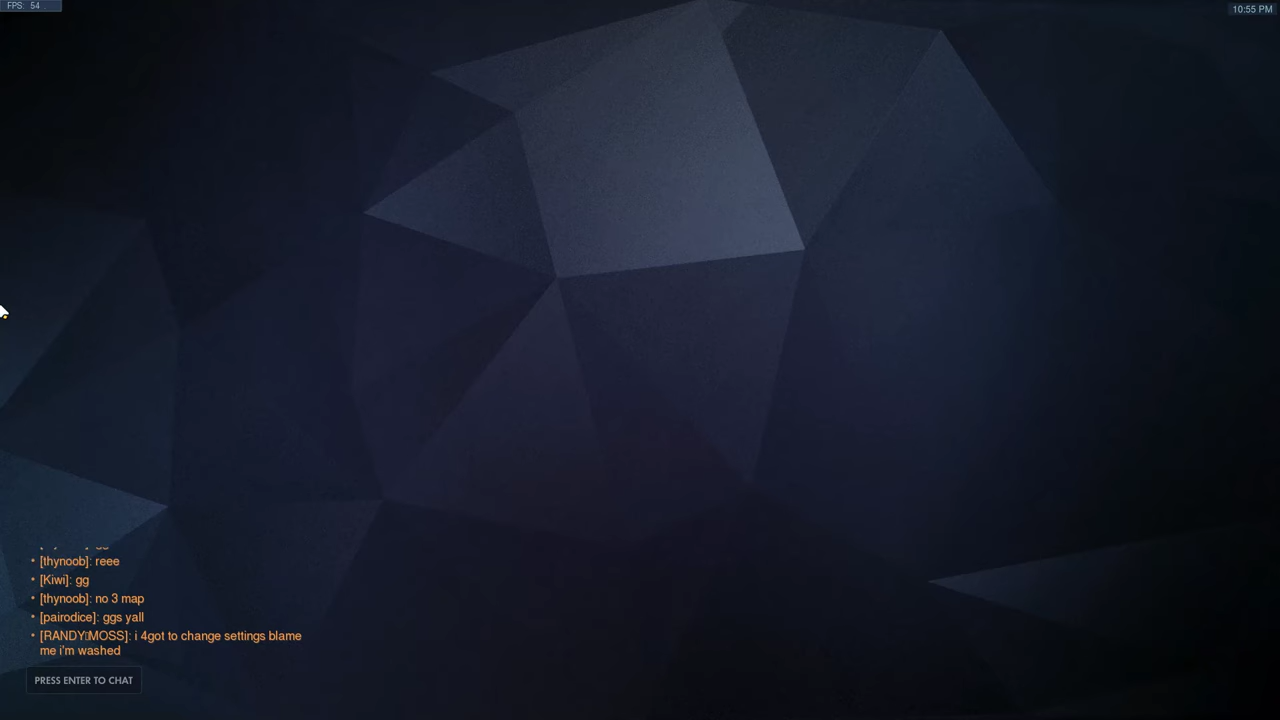 FPS: 54
10:55 PM
• [thynoob]: reee
• [Kiwi]: gg
• [thynoob]: no 3 map
• [pairodice]: ggs yall
• [RANDY▯MOSS]: i 4got to change settings blame
me i'm washed
PRESS ENTER TO CHAT